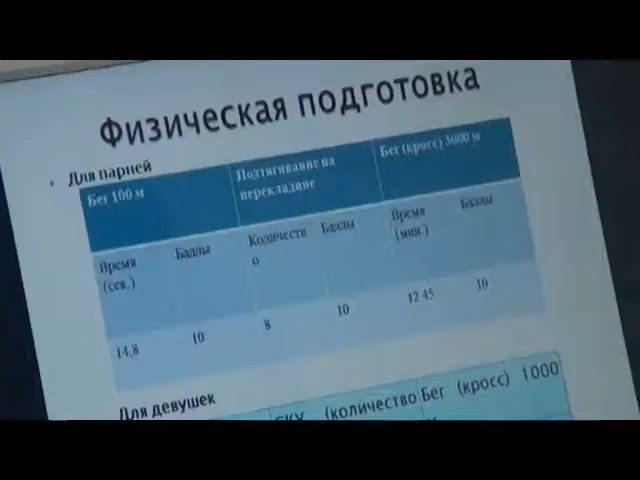 Физическая подготовка
Для парней
Бег 100 м
Подтягивание на
перекладине
Бег (кросс) 3000 м
Время
(сек.)
Баллы
Количеств
о
Баллы
Время
(мин.)
Баллы
14,8
10
8
10
12 45
10
Для девушек
СКУ (количество
Бег (кросс) 1000